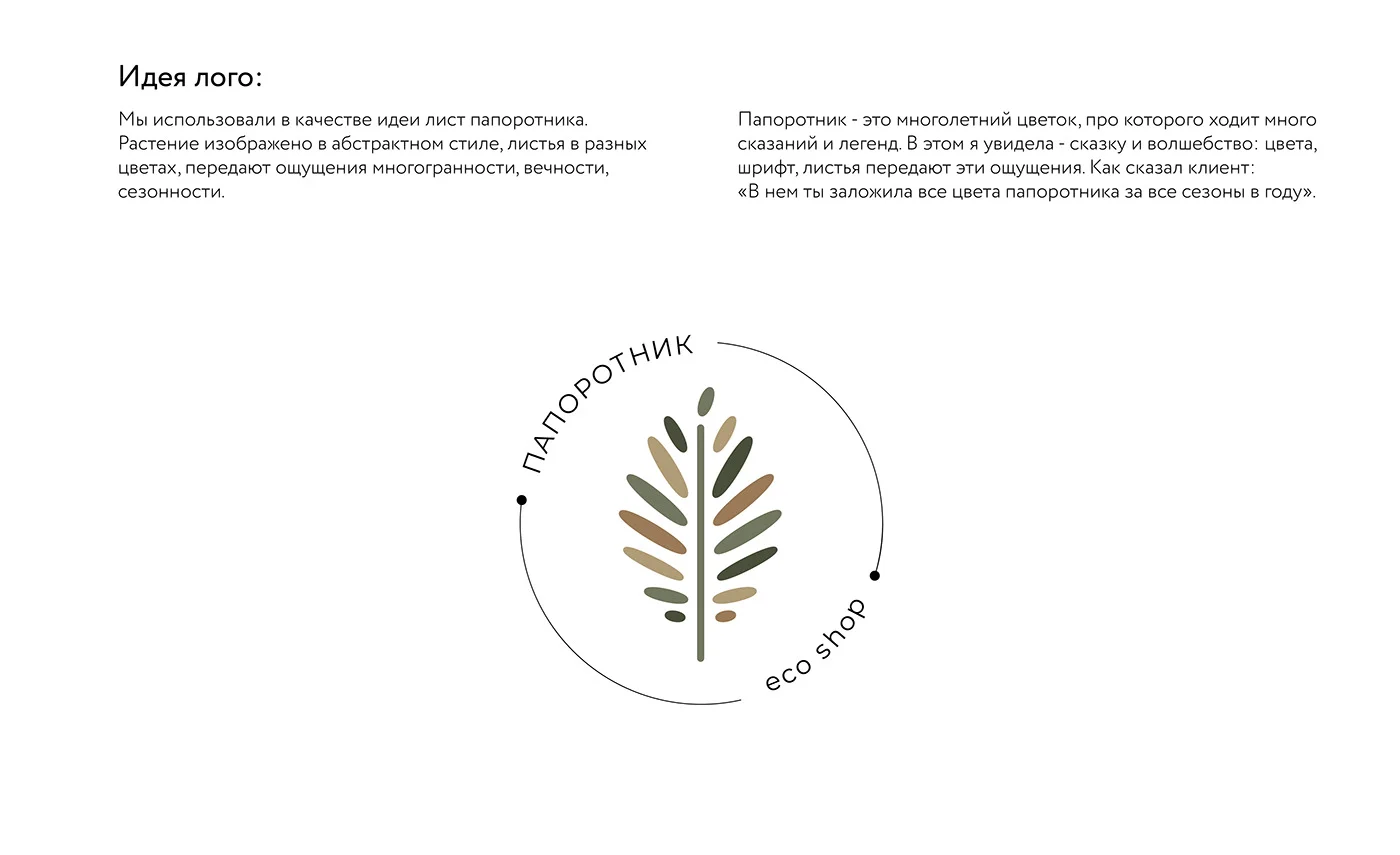 Идея лого:
Мы использовали в качестве идеи лист папоротника.
Растение изображено в абстрактном стиле, листья в разных
цветах, передают ощущения многогранности, вечности,
сезонности.
Папоротник - это многолетний цветок, про которого ходит много
сказаний и легенд. В этом я увидела - сказку и волшебство: цвета,
шрифт, листья передают эти ощущения. Как сказал клиент:
«В нем ты заложила все цвета папоротника за все сезоны в году».
ПАПОРОТНИК
eco shop